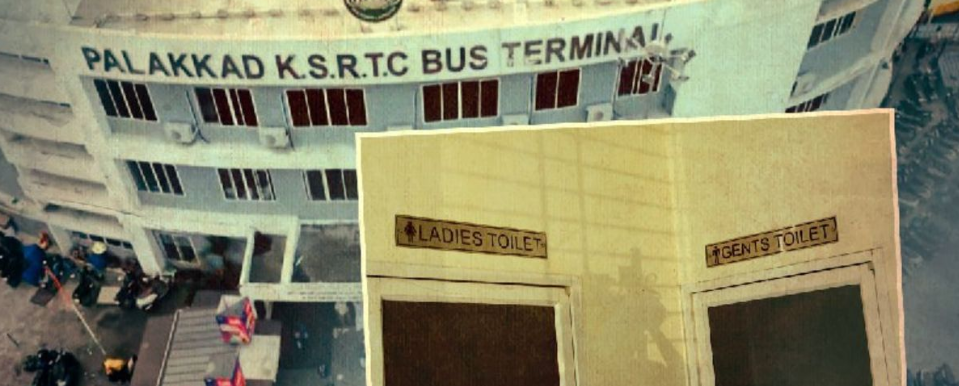 PALAKKAD K.S.R.T.C BUS TERMINAL
LADIES TOILET
GENTS TOILET